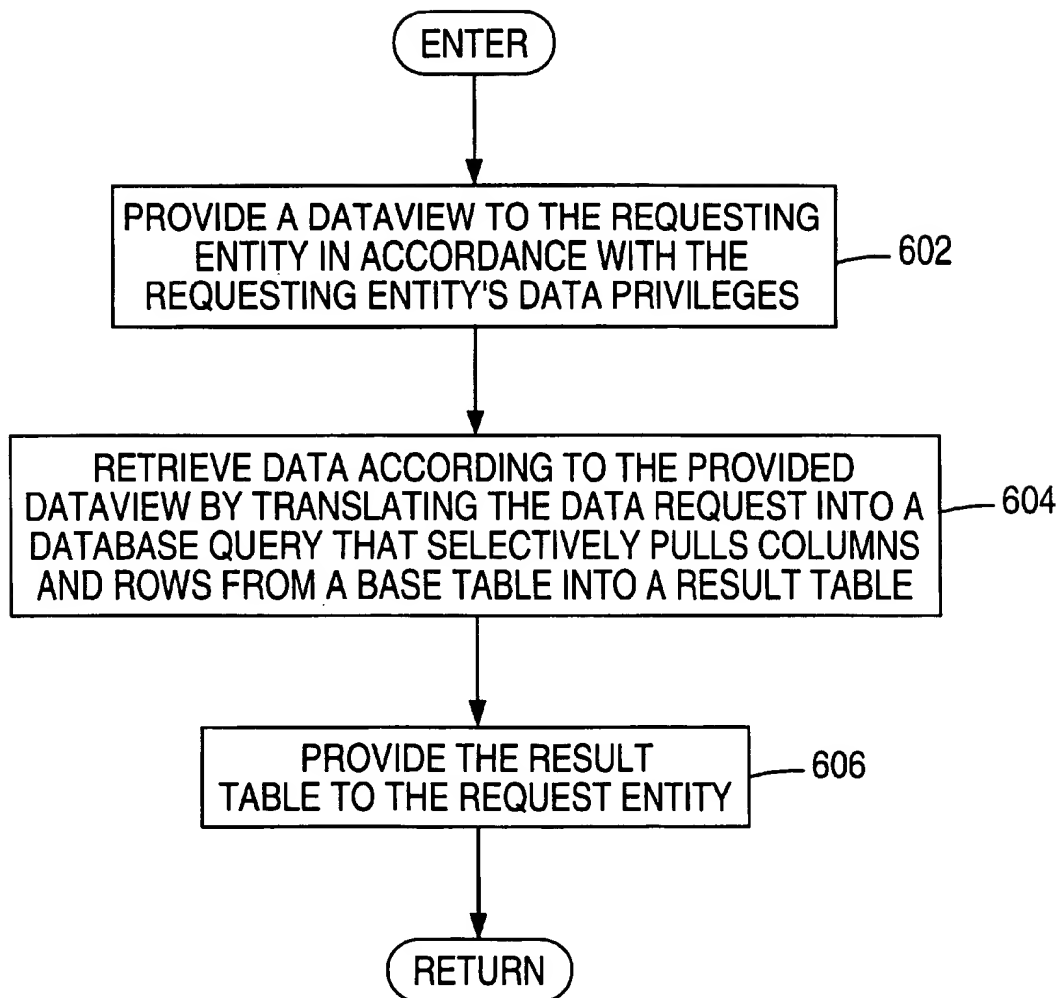 ENTER
PROVIDE A DATAVIEW TO THE REQUESTING
ENTITY IN ACCORDANCE WITH THE
REQUESTING ENTITY'S DATA PRIVILEGES
602
RETRIEVE DATA ACCORDING TO THE PROVIDED
DATAVIEW BY TRANSLATING THE DATA REQUEST INTO A
DATABASE QUERY THAT SELECTIVELY PULLS COLUMNS
AND ROWS FROM A BASE TABLE INTO A RESULT TABLE
604
PROVIDE THE RESULT
TABLE TO THE REQUEST ENTITY
606
RETURN